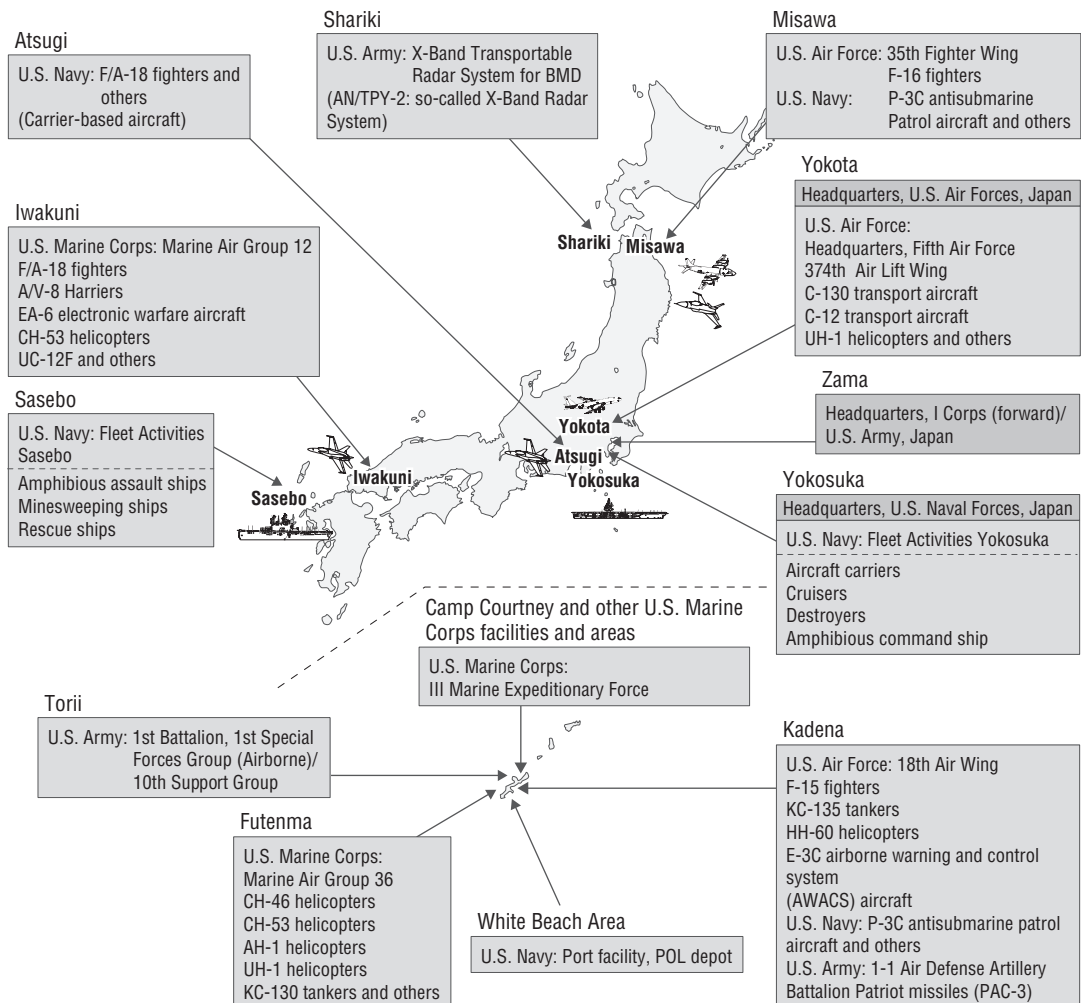 Atsugi
U.S. Navy: F/A-18 fighters and
others
(Carrier-based aircraft)
Shariki
U.S. Army: X-Band Transportable
Radar System for BMD
(AN/TPY-2: so-called X-Band Radar
System)
Misawa
U.S. Air Force: 35th Fighter Wing
F-16 fighters
U.S. Navy: P-3C antisubmarine
Patrol aircraft and others
Iwakuni
U.S. Marine Corps: Marine Air Group 12
F/A-18 fighters
A/V-8 Harriers
EA-6 electronic warfare aircraft
CH-53 helicopters
UC-12F and others
Yokota
Headquarters, U.S. Air Forces, Japan
U.S. Air Force:
Headquarters, Fifth Air Force
374th Air Lift Wing
C-130 transport aircraft
C-12 transport aircraft
UH-1 helicopters and others
Shariki
Misawa
Zama
Headquarters, I Corps (forward)/
U.S. Army, Japan
Sasebo
U.S. Navy: Fleet Activities
Sasebo
Amphibious assault ships
Minesweeping ships
Rescue ships
Yokota
Atsugi
Yokosuka
Iwakuni
Sasebo
Yokosuka
Headquarters, U.S. Naval Forces, Japan
U.S. Navy: Fleet Activities Yokosuka
Aircraft carriers
Cruisers
Destroyers
Amphibious command ship
Camp Courtney and other U.S. Marine
Corps facilities and areas
U.S. Marine Corps:
III Marine Expeditionary Force
Torii
U.S. Army: 1st Battalion, 1st Special
Forces Group (Airborne)/
10th Support Group
Kadena
U.S. Air Force: 18th Air Wing
F-15 fighters
KC-135 tankers
HH-60 helicopters
E-3C airborne warning and control
system
(AWACS) aircraft
U.S. Navy: P-3C antisubmarine patrol
aircraft and others
U.S. Army: 1-1 Air Defense Artillery
Battalion Patriot missiles (PAC-3)
Futenma
U.S. Marine Corps:
Marine Air Group 36
CH-46 helicopters
CH-53 helicopters
AH-1 helicopters
UH-1 helicopters
KC-130 tankers and others
White Beach Area
U.S. Navy: Port facility, POL depot